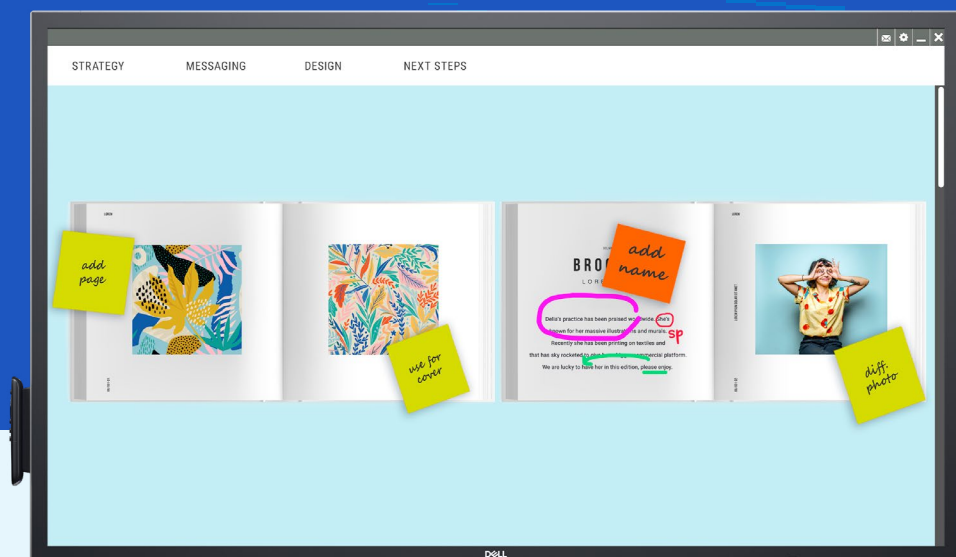 STRATEGY MESSAGING DESIGN NEXT STEPS
add
page
use for
cover
add
name
BRO
LOR
Delia's practice has been praised worldwide. She's
known for her massive illustrations and murals.
sp
Recently she has been printing on textiles and
that has sky rocketed to commercial platform.
We are lucky to have her in this edition, please enjoy.
diff.
photo
DELL